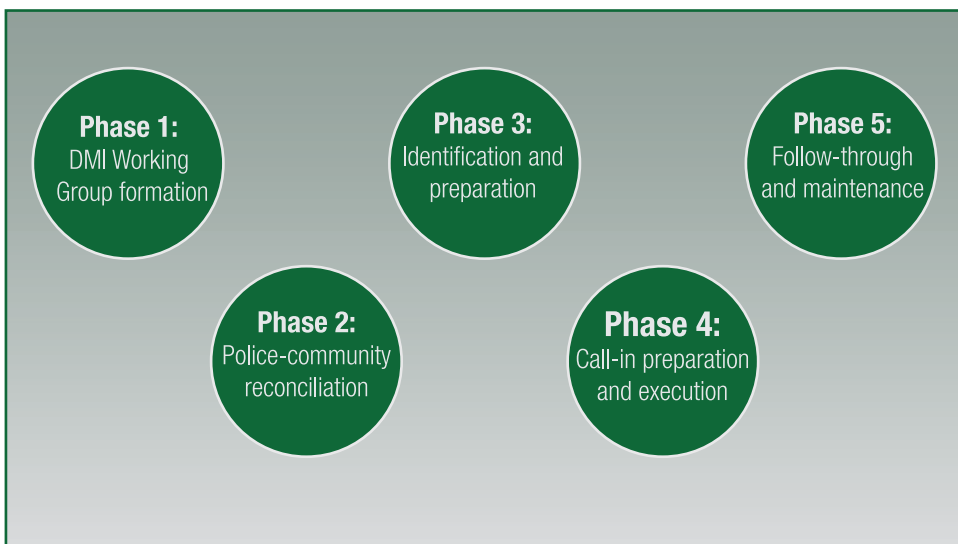 Phase 1:
DMI Working
Group formation
Phase 2:
Police-community
reconciliation
Phase 3:
Identification and
preparation
Phase 4:
Call-in preparation
and execution
Phase 5:
Follow-through
and maintenance